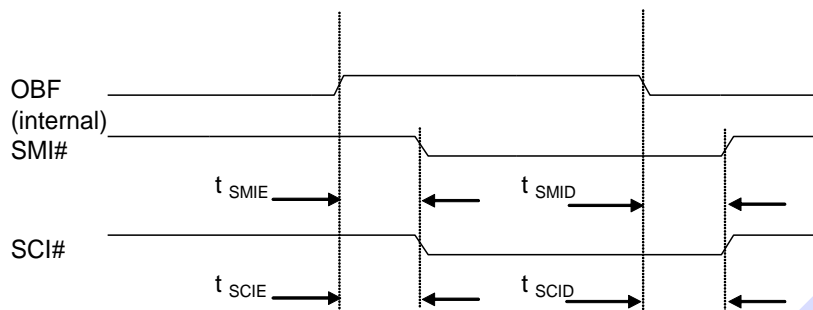 OBF
(internal)
SMI#
t SMIE
t SMID
SCI#
t SCIE
t SCID